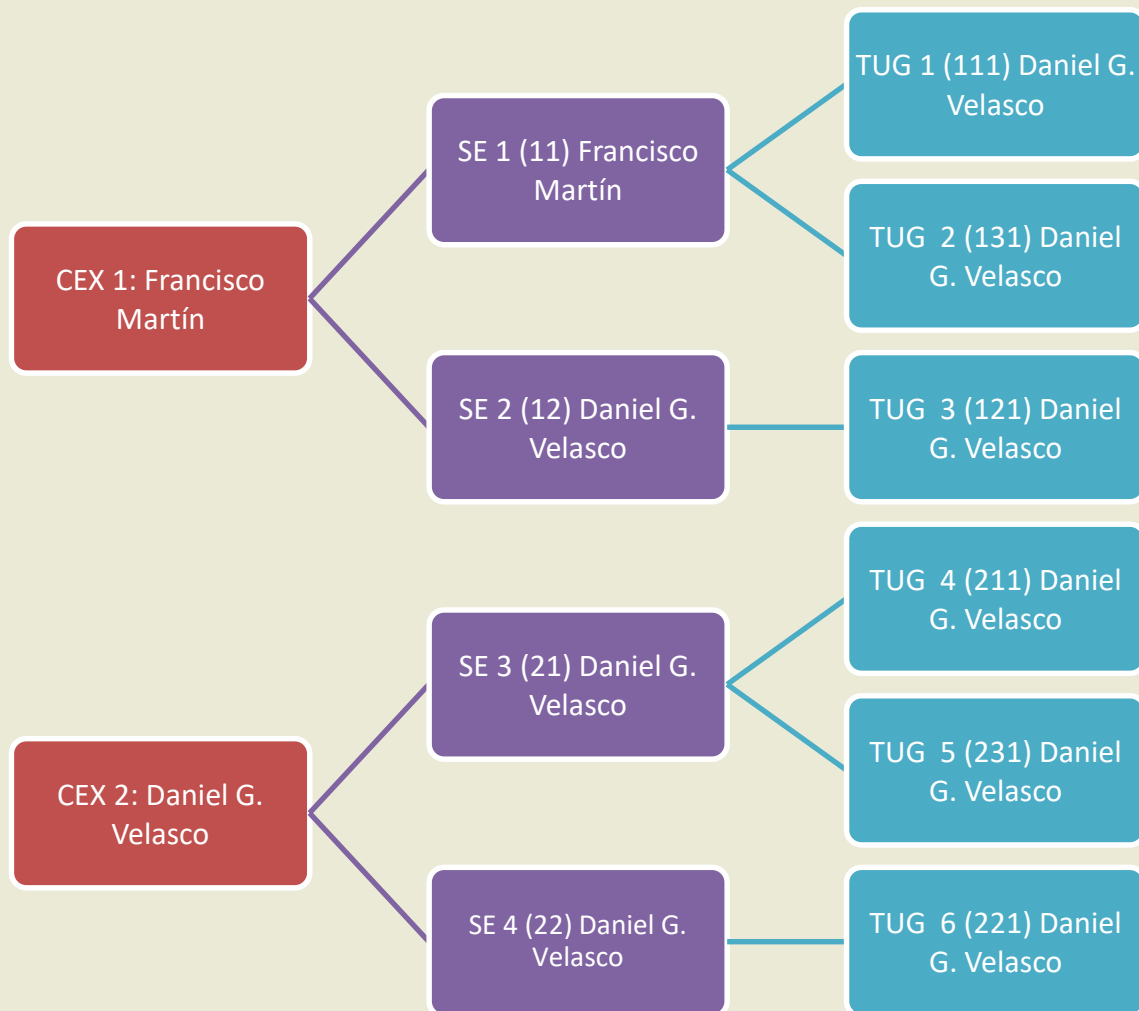 CEX 1: Francisco
Martín
SE 1 (11) Francisco
Martín
TUG 1 (111) Daniel G.
Velasco
TUG 2 (131) Daniel
G. Velasco
SE 2 (12) Daniel G.
Velasco
TUG 3 (121) Daniel
G. Velasco
CEX 2: Daniel G.
Velasco
SE 3 (21) Daniel G.
Velasco
TUG 4 (211) Daniel
G. Velasco
TUG 5 (231) Daniel
G. Velasco
SE 4 (22) Daniel G.
Velasco
TUG 6 (221) Daniel
G. Velasco